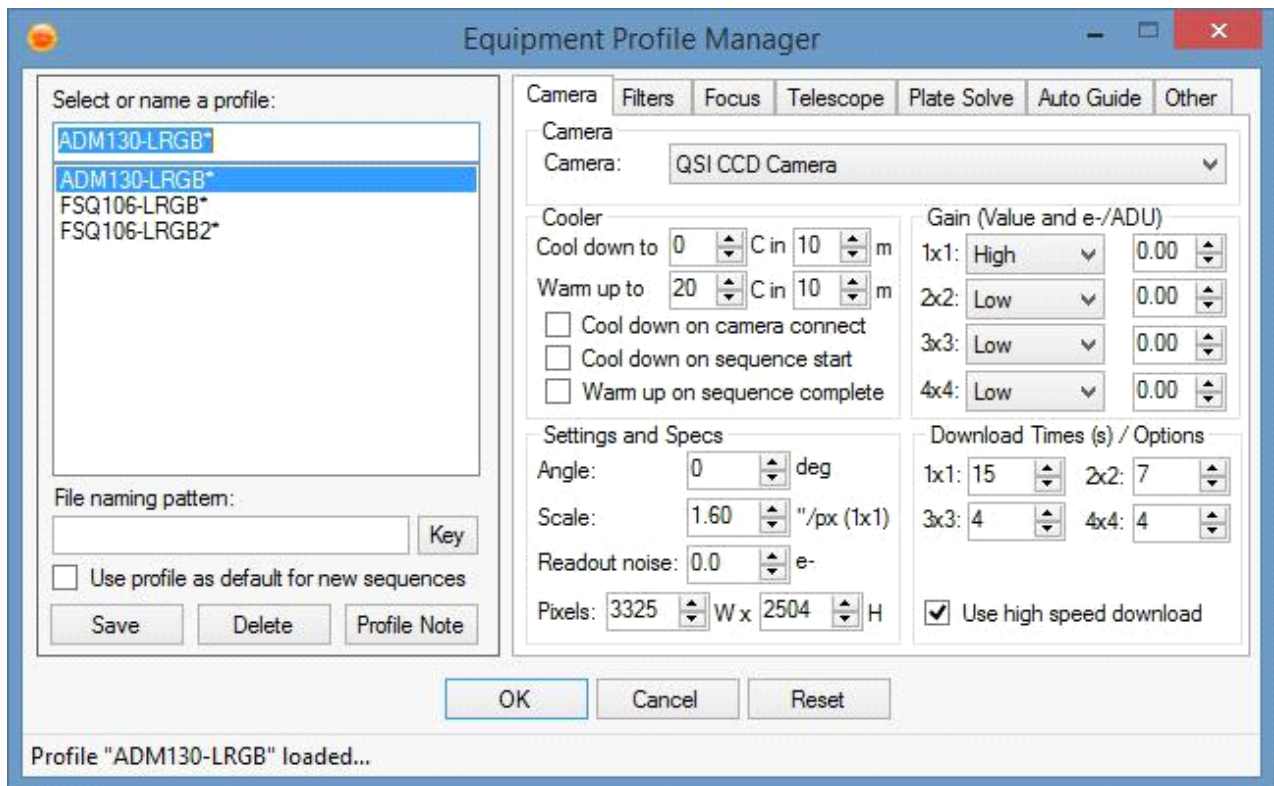 Equipment Profile Manager
Select or name a profile:
ADM130-LRGB*
ADM130-LRGB*
FSQ106-LRGB*
FSQ106-LRGB2*
File naming pattern:
Key
Use profile as default for new sequences
Save Delete Profile Note
Camera Filters Focus Telescope Plate Solve Auto Guide Other
Camera
Camera: QSI CCD Camera
Cooler
Cool down to 0 C in 10 m
Warm up to 20 C in 10 m
Cool down on camera connect
Cool down on sequence start
Warm up on sequence complete
Gain (Value and e-/ADU)
1x1: High 0.00
2x2: Low 0.00
3x3: Low 0.00
4x4: Low 0.00
Settings and Specs
Angle: 0 deg
Scale: 1.60 "/px (1x1)
Readout noise: 0.0 e-
Pixels: 3325 W x 2504 H
Download Times (s) / Options
1x1: 15 2x2: 7
3x3: 4 4x4: 4
Use high speed download
OK Cancel Reset
Profile "ADM130-LRGB" loaded...